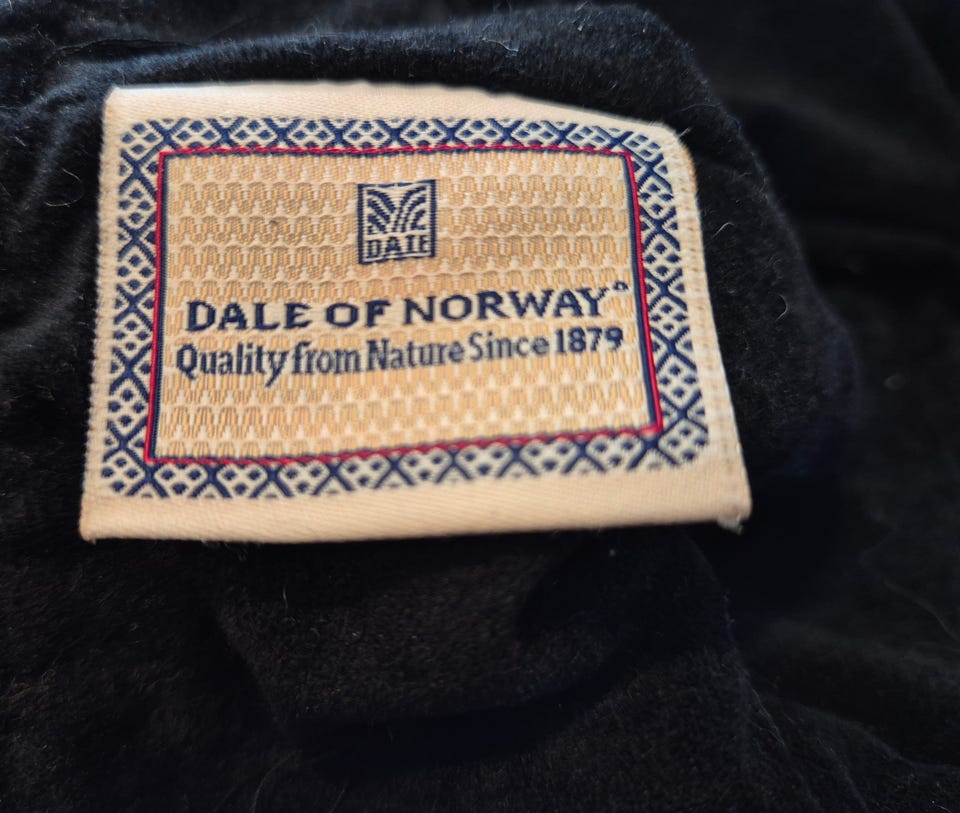 DALE
DALE OF NORWAY®
Quality from Nature Since 1879